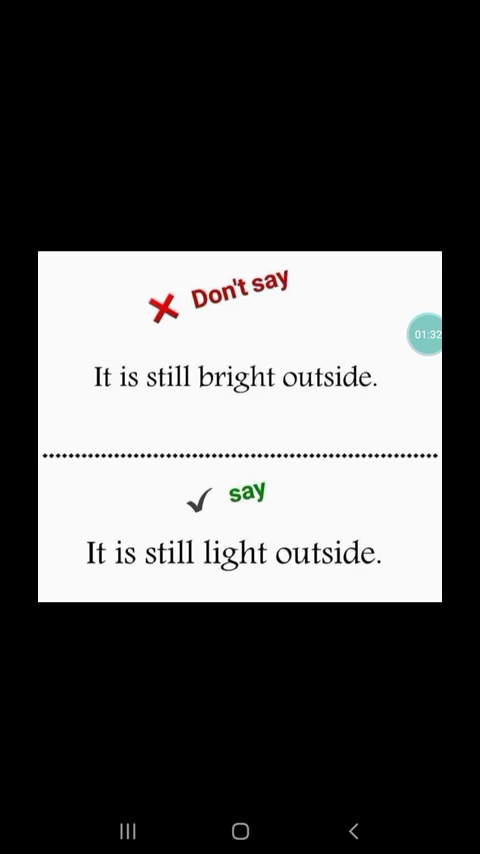 Don't say
01:32
It is still bright outside.
say
It is still light outside.